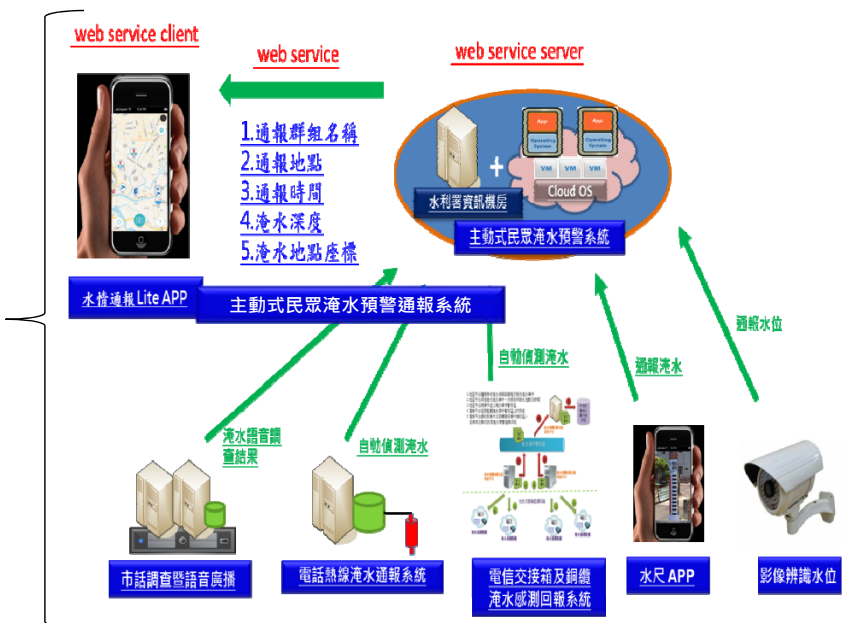 web service client
web service
web service server
1.通報群組名稱
2.通報地點
3.通報時間
4.淹水深度
5.淹水地點座標
App
Operating
System
App
Operating
System
VM
VM
VM
Cloud OS
水利署資訊機房
主動式民眾淹水預警系統
水情通報Lite APP
主動式民眾淹水預警通報系統
通報水位
自動偵測淹水
通報淹水
淹水語音調
查結果
自動偵測淹水
市話調查暨語音廣播
電話熱線淹水通報系統
電信交接箱及銅纜
淹水感測回報系統
水尺 APP
影像辨識水位